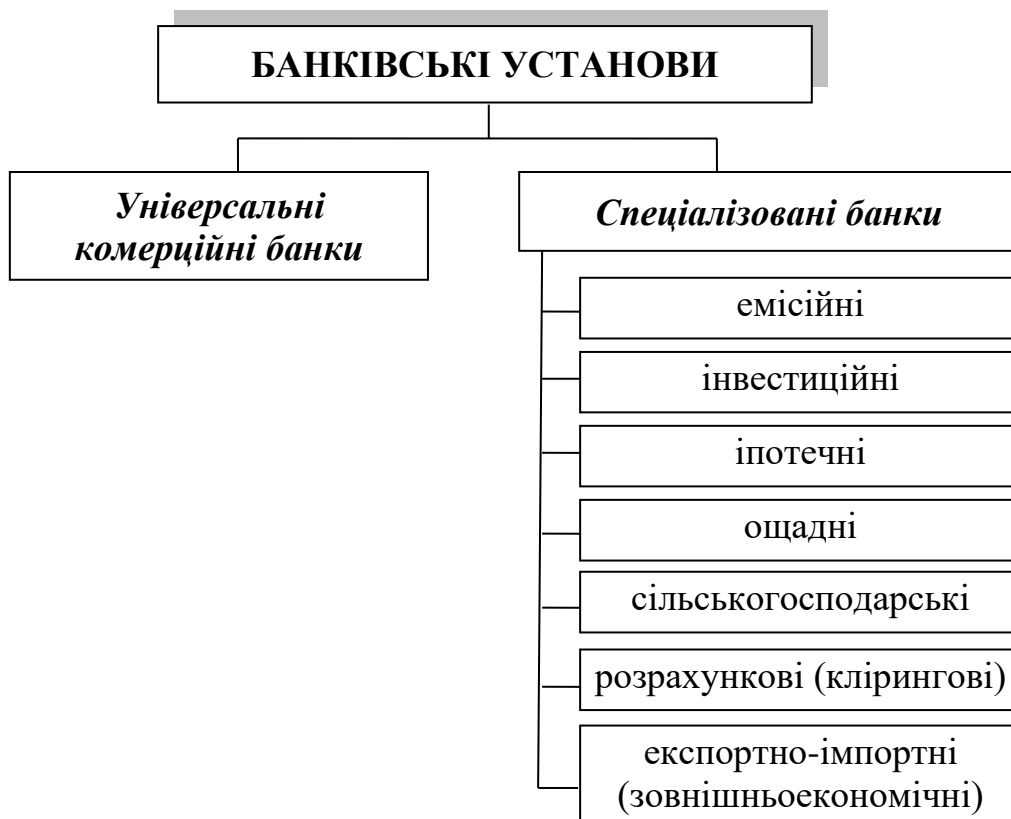 БАНКІВСЬКІ УСТАНОВИ
Універсальні
комерційні банки
Спеціалізовані банки
емісійні
інвестиційні
іпотечні
ощадні
сільськогосподарські
розрахункові (клірингові)
експортно-імпортні
(зовнішньоекономічні)